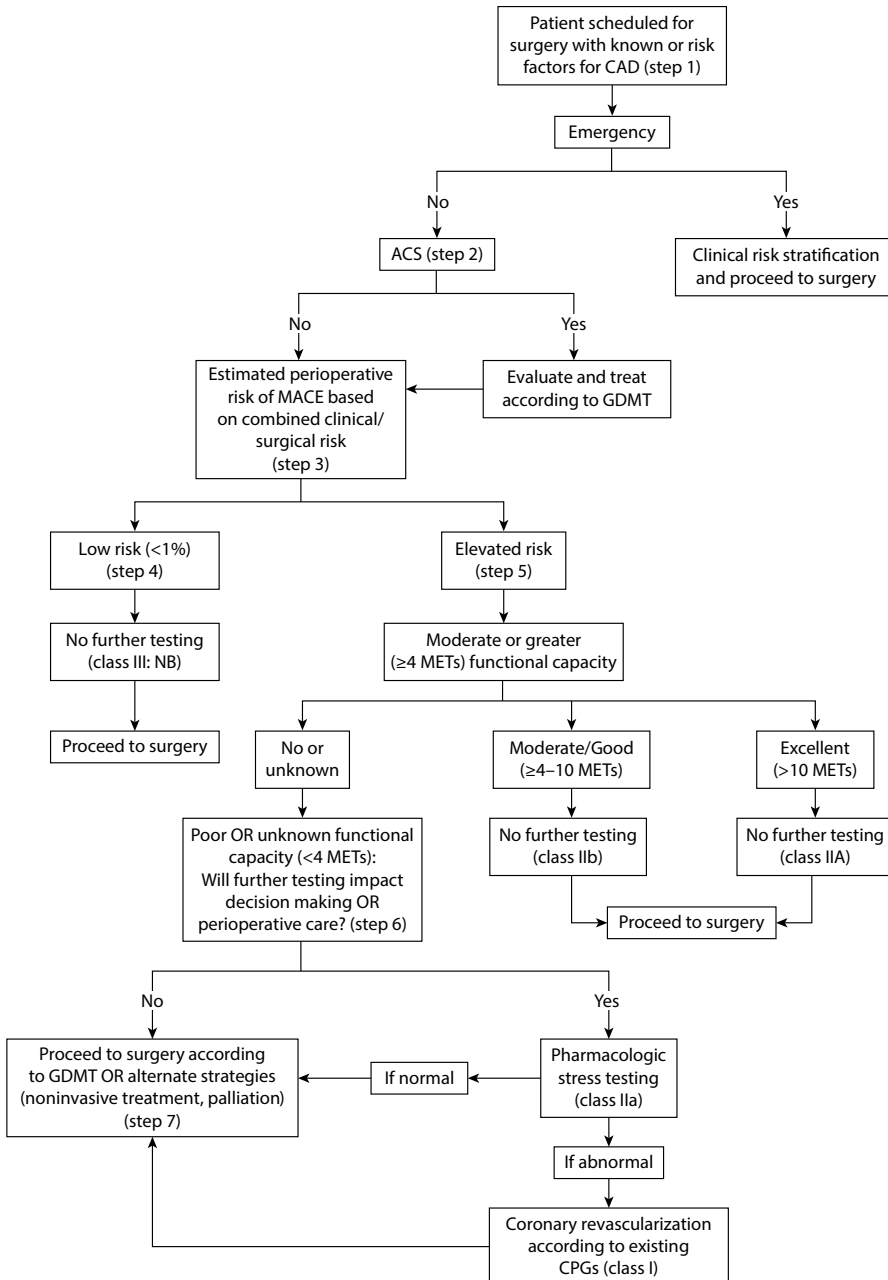 Patient scheduled for
surgery with known or risk
factors for CAD (step 1)
Emergency
No
Yes
ACS (step 2)
Clinical risk stratification
and proceed to surgery
No
Yes
Estimated perioperative
risk of MACE based
on combined clinical/
surgical risk
(step 3)
Evaluate and treat
according to GDMT
Low risk (<1%)
(step 4)
Elevated risk
(step 5)
No further testing
(class III: NB)
Moderate or greater
(≥4 METs) functional capacity
Proceed to surgery
No or
unknown
Moderate/Good
(≥4–10 METs)
Excellent
(>10 METs)
Poor OR unknown functional
capacity (<4 METs):
Will further testing impact
decision making OR
perioperative care? (step 6)
No further testing
(class IIb)
No further testing
(class IIA)
Proceed to surgery
No
Yes
Proceed to surgery according
to GDMT OR alternate strategies
(noninvasive treatment, palliation)
(step 7)
If normal
Pharmacologic
stress testing
(class IIa)
If abnormal
Coronary revascularization
according to existing
CPGs (class I)